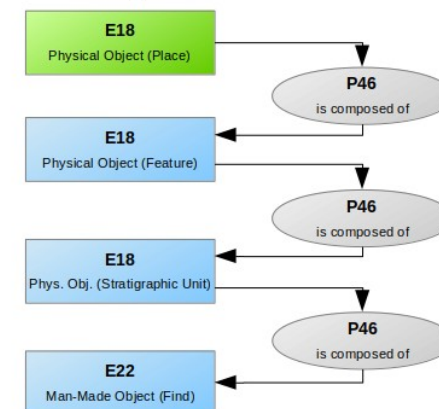 E18
Physical Object (Place)
P46
is composed of
E18
Physical Object (Feature)
P46
is composed of
E18
Phys. Obj. (Stratigraphic Unit)
P46
is composed of
E22
Man-Made Object (Find)